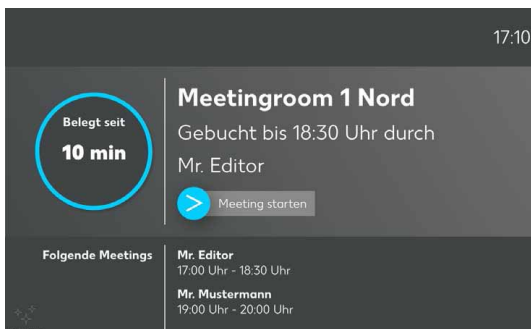 17:10
Belegt seit
10 min
Meetingroom 1 Nord
Gebucht bis 18:30 Uhr durch
Mr. Editor
Meeting starten
Folgende Meetings
Mr. Editor
17:00 Uhr - 18:30 Uhr
Mr. Mustermann
19:00 Uhr - 20:00 Uhr